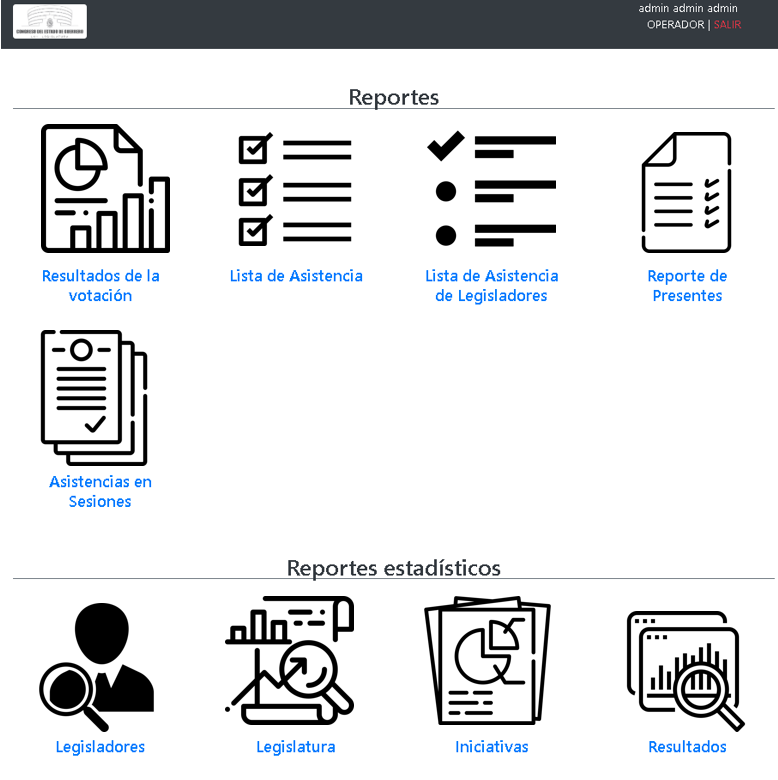 CONGRESO DEL ESTADO DE GUERRERO
admin admin admin
OPERADOR | SALIR
Reportes
Resultados de la
votación
Lista de Asistencia
Lista de Asistencia
de Legisladores
Reporte de
Presentes
Asistencias en
Sesiones
Reportes estadísticos
Legisladores
Legislatura
Iniciativas
Resultados